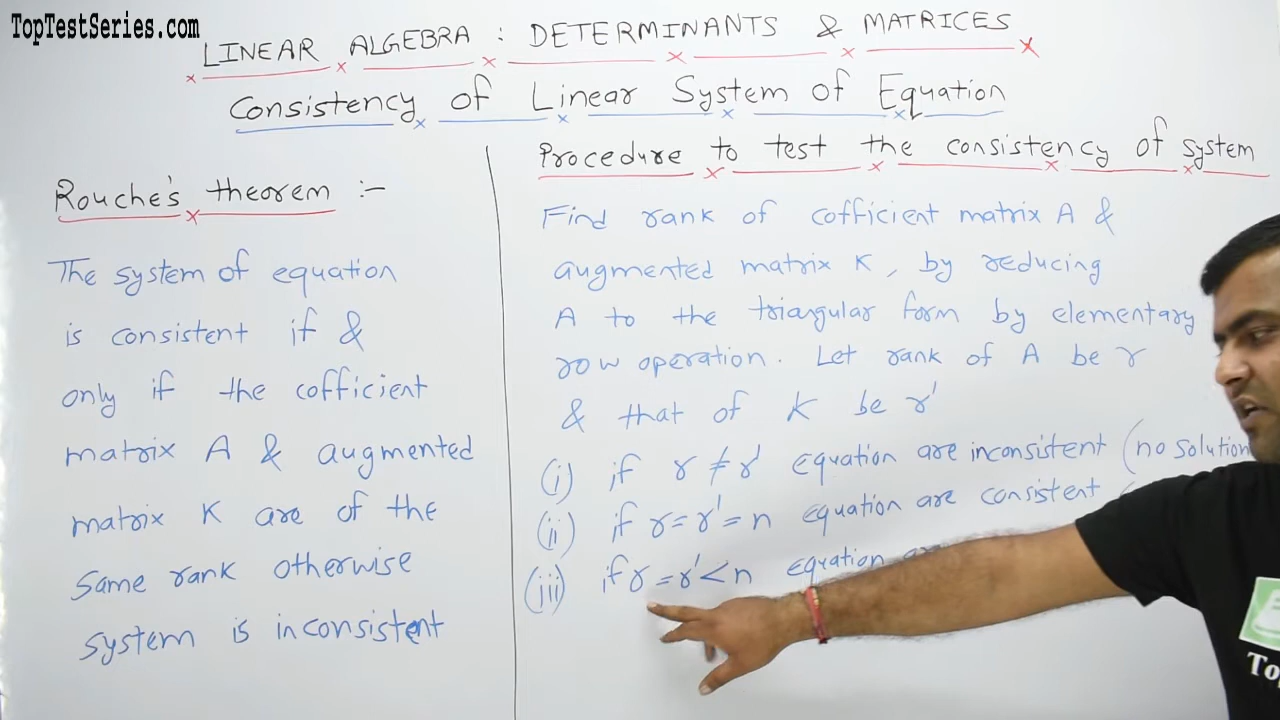 TopTestSeries.com
LINEAR ALGEBRA : DETERMINANTS & MATRICES
Consistency of Linear System of Equation
Rouche's theorem :-
The system of equation
is consistent if &
only if the cofficient
matrix A & augmented
matrix K are of the
same rank otherwise
system is inconsistent
Procedure to test the consistency of system
Find rank of cofficient matrix A &
augmented matrix K, by reducing
A to the triangular form by elementary
row operation. Let rank of A be r
& that of K be r'
(i) if r ≠ r' equation are inconsistent (no solution
(ii) if r = r' = n equation are consistent (
(iii) if r = r' < n equation are
To